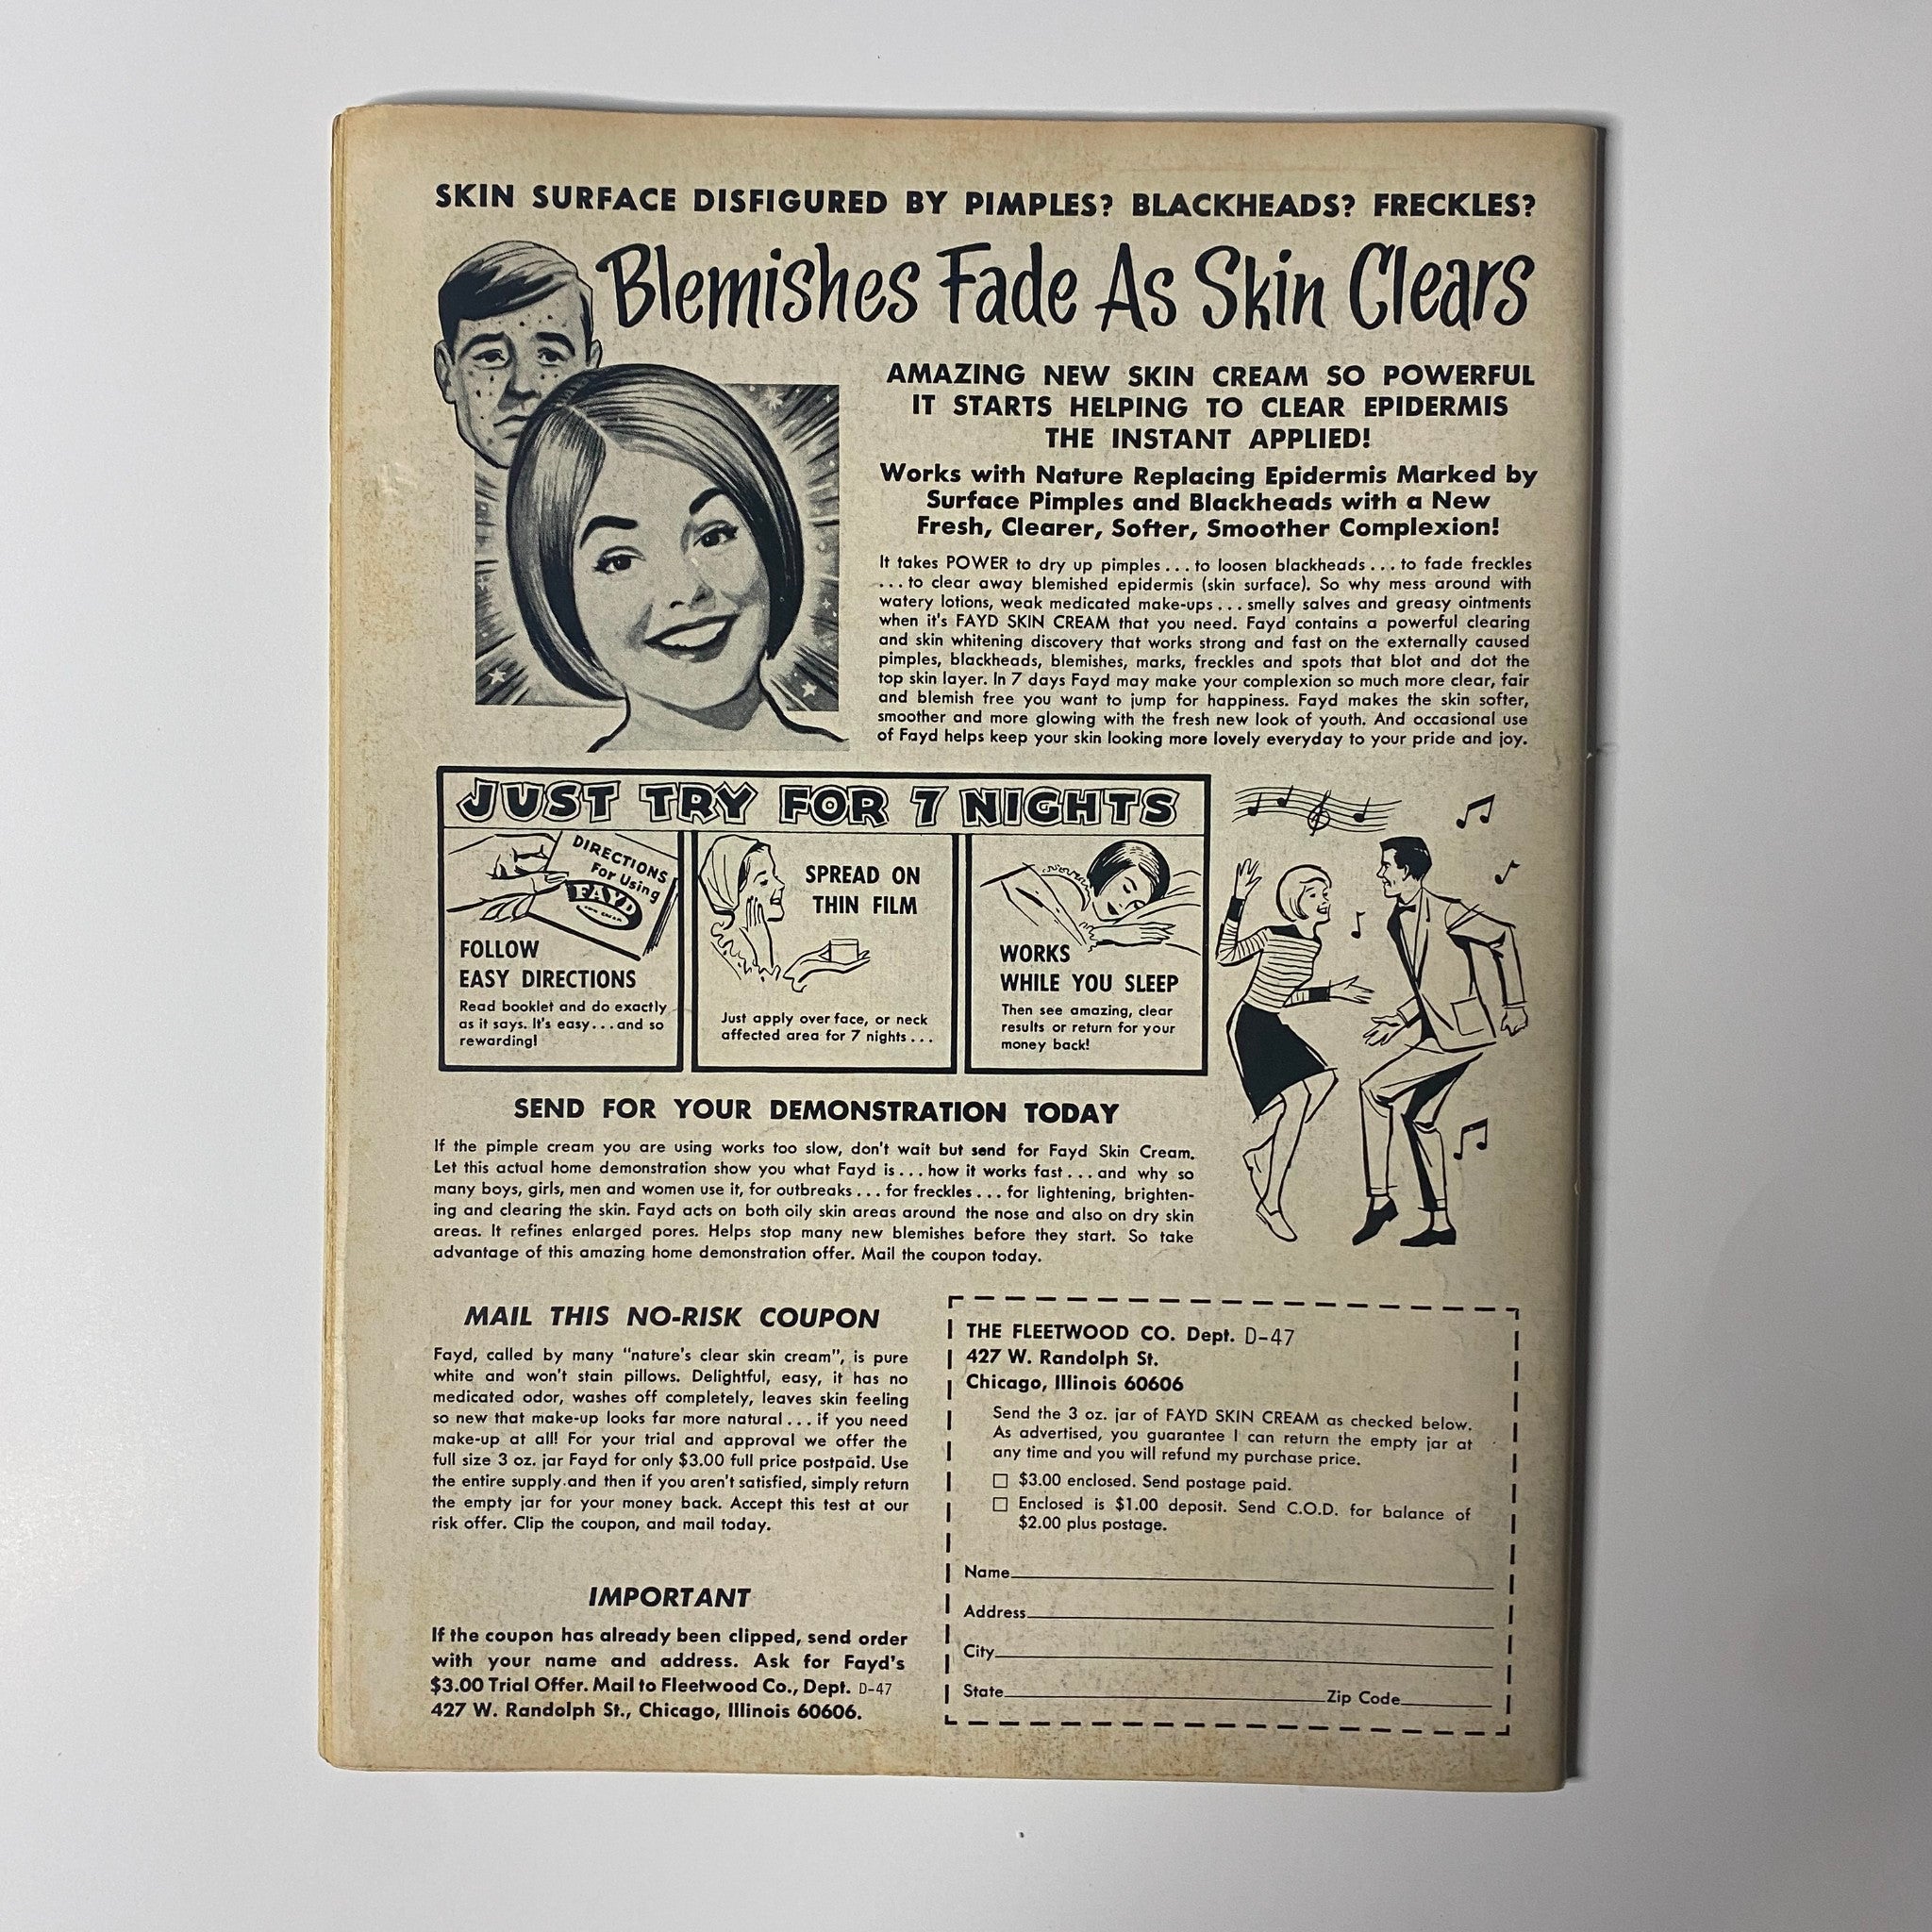 SKIN SURFACE DISFIGURED BY PIMPLES? BLACKHEADS? FRECKLES?
Blemishes Fade As Skin Clears
AMAZING NEW SKIN CREAM SO POWERFUL
IT STARTS HELPING TO CLEAR EPIDERMIS
THE INSTANT APPLIED!
Works with Nature Replacing Epidermis Marked by
Surface Pimples and Blackheads with a New
Fresh, Clearer, Softer, Smoother Complexion!
It takes POWER to dry up pimples...to loosen blackheads...to fade freckles
...to clear away blemished epidermis (skin surface). So why mess around with
watery lotions, weak medicated make-ups...smelly salves and greasy ointments
when it's FAYD SKIN CREAM that you need. Fayd contains a powerful clearing
and skin whitening discovery that works strong and fast on the externally caused
pimples, blackheads, blemishes, marks, freckles and spots that blot and dot the
top skin layer. In 7 days Fayd may make your complexion so much more clear, fair
and blemish free you want to jump for happiness. Fayd makes the skin softer,
smoother and more glowing with the fresh new look of youth. And occasional use
of Fayd helps keep your skin looking more lovely everyday to your pride and joy.
JUST TRY FOR 7 NIGHTS
DIRECTIONS
For Using
FAYD
FOLLOW
EASY DIRECTIONS
Read booklet and do exactly
as it says. It's easy...and so
rewarding!
SPREAD ON
THIN FILM
Just apply over face, or neck
affected area for 7 nights...
WORKS
WHILE YOU SLEEP
Then see amazing, clear
results or return for your
money back!
SEND FOR YOUR DEMONSTRATION TODAY
If the pimple cream you are using works too slow, don't wait but send for Fayd Skin Cream.
Let this actual home demonstration show you what Fayd is...how it works fast...and why so
many boys, girls, men and women use it, for outbreaks...for freckles...for lightening, brighten-
ing and clearing the skin. Fayd acts on both oily skin areas around the nose and also on dry skin
areas. It refines enlarged pores. Helps stop many new blemishes before they start. So take
advantage of this amazing home demonstration offer. Mail the coupon today.
MAIL THIS NO-RISK COUPON
Fayd, called by many "nature's clear skin cream", is pure
white and won't stain pillows. Delightful, easy, it has no
medicated odor, washes off completely, leaves skin feeling
so new that make-up looks far more natural...if you need
make-up at all! For your trial and approval we offer the
full size 3 oz. jar Fayd for only $3.00 full price postpaid. Use
the entire supply and then if you aren't satisfied, simply return
the empty jar for your money back. Accept this test at our
risk offer. Clip the coupon, and mail today.
IMPORTANT
If the coupon has already been clipped, send order
with your name and address. Ask for Fayd's
$3.00 Trial Offer. Mail to Fleetwood Co., Dept. D-47
427 W. Randolph St., Chicago, Illinois 60606.
THE FLEETWOOD CO. Dept. D-47
427 W. Randolph St.
Chicago, Illinois 60606
Send the 3 oz. jar of FAYD SKIN CREAM as checked below.
As advertised, you guarantee I can return the empty jar at
any time and you will refund my purchase price.
☐ $3.00 enclosed. Send postage paid.
☐ Enclosed is $1.00 deposit. Send C.O.D. for balance of
$2.00 plus postage.
Name
Address
City
State Zip Code